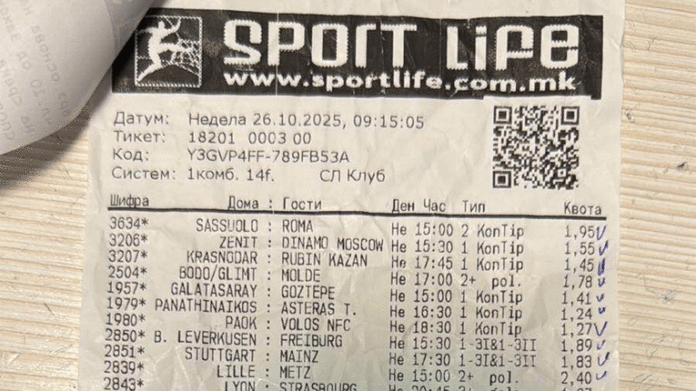 SPORT LiFe
www.sportlife.com.mk
Датум: Недела 26.10.2025, 09:15:05
Тикет: 18201 0003 00
Код: Y3GVP4FF-789FB53A
Систем: 1комб. 14f. СЛ Клуб
Шифра Дома : Гости Ден Час Тип Квота
3634* SASSUOLO : ROMA Не 15:00 2 KonTip 1,95
3206* ZENIT : DINAMO MOSCOW Не 15:30 1 KonTip 1,55
3207* KRASNODAR : RUBIN KAZAN Не 17:45 1 KonTip 1,45
2504* BODO/GLIMT : MOLDE Не 17:00 2+ pol. 1,78
1957* GALATASARAY : GOZTEPE Не 15:00 1 KonTip 1,41
1979* PANATHINAIKOS : ASTERAS T. Не 16:30 1 KonTip 1,24
1980* PAOK : VOLOS NFC Не 18:30 1 KonTip 1,27
2850* B. LEVERKUSEN : FREIBURG Не 15:30 1-3I&1-3II 1,89
2851* STUTTGART : MAINZ Не 17:30 1-3I&1-3II 1,83
2839* LILLE : METZ Не 15:00 2+ pol. 2,40
2843* LYON : STRASBOURG